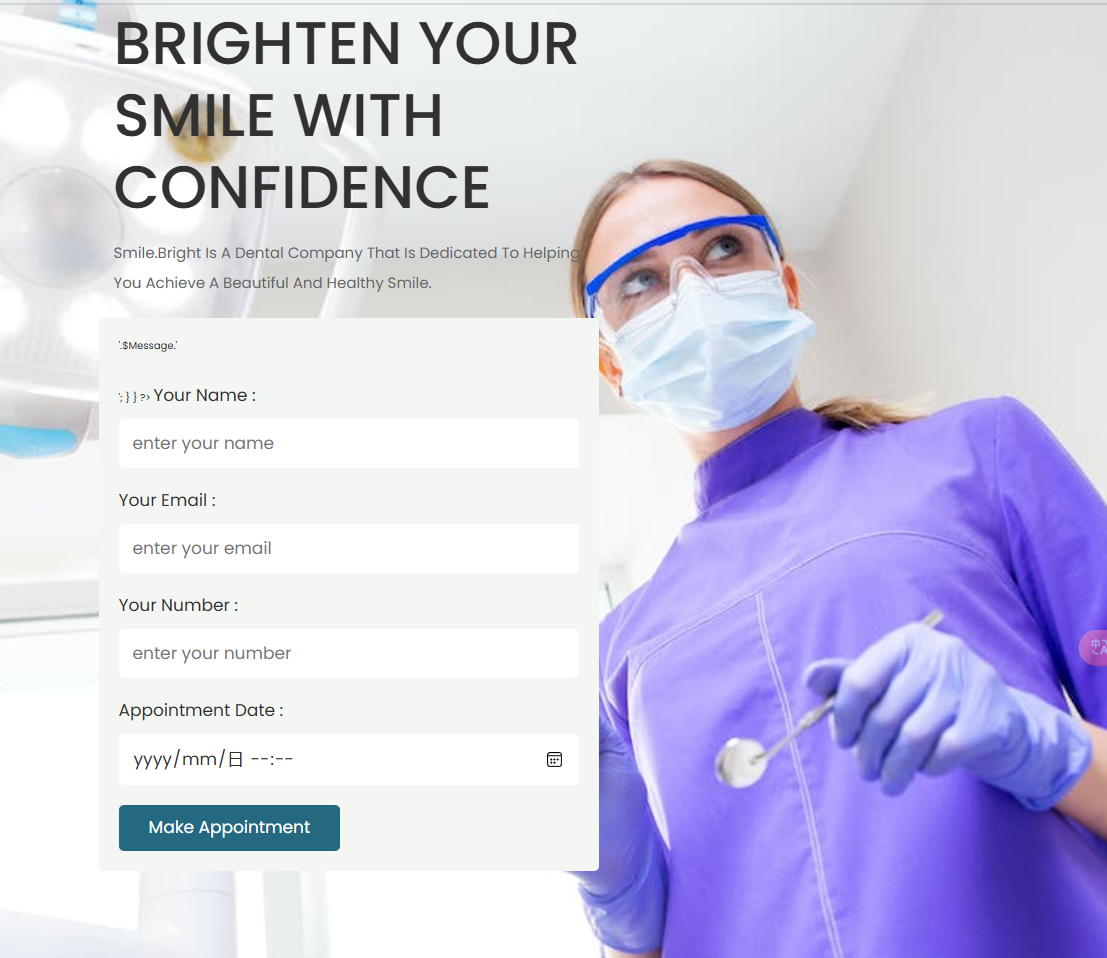 BRIGHTEN YOUR
SMILE WITH
CONFIDENCE
Smile.Bright Is A Dental Company That Is Dedicated To Helping
You Achieve A Beautiful And Healthy Smile.
'.$Message.'
'; } } ?> Your Name :
enter your name
Your Email :
enter your email
Your Number :
enter your number
Appointment Date :
yyyy/mm/日 --:--
Make Appointment